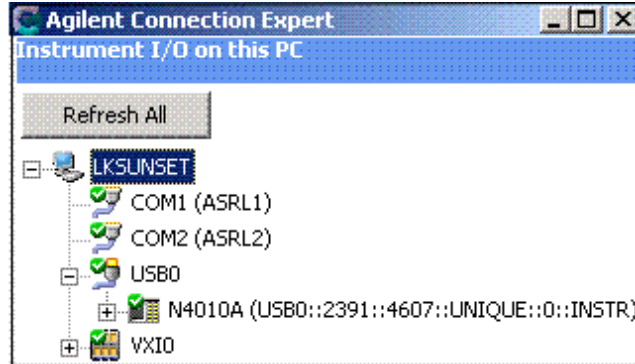 Agilent Connection Expert
Instrument I/O on this PC
Refresh All
LKSUNSET
COM1 (ASRL1)
COM2 (ASRL2)
USB0
N4010A (USB0::2391::4607::UNIQUE::0::INSTR)
VXI0